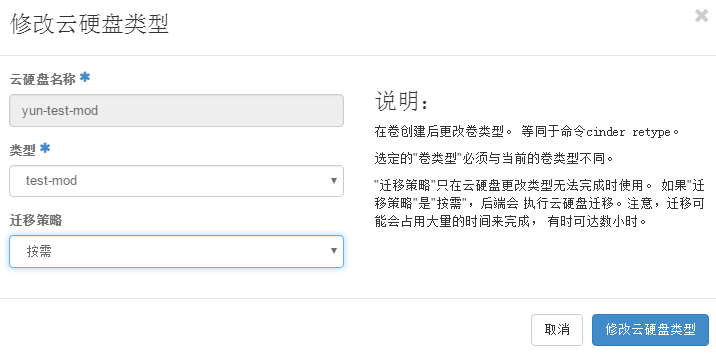 修改云硬盘类型
×
云硬盘名称 *
yun-test-mod
类型 *
test-mod
迁移策略
按需
说明：
在卷创建后更改卷类型。 等同于命令cinder retype。
选定的"卷类型"必须与当前的卷类型不同。
"迁移策略"只在云硬盘更改类型无法完成时使用。 如果"迁
移策略"是"按需"，后端会 执行云硬盘迁移。注意，迁移可
能会占用大量的时间来完成， 有时可达数小时。
取消
修改云硬盘类型